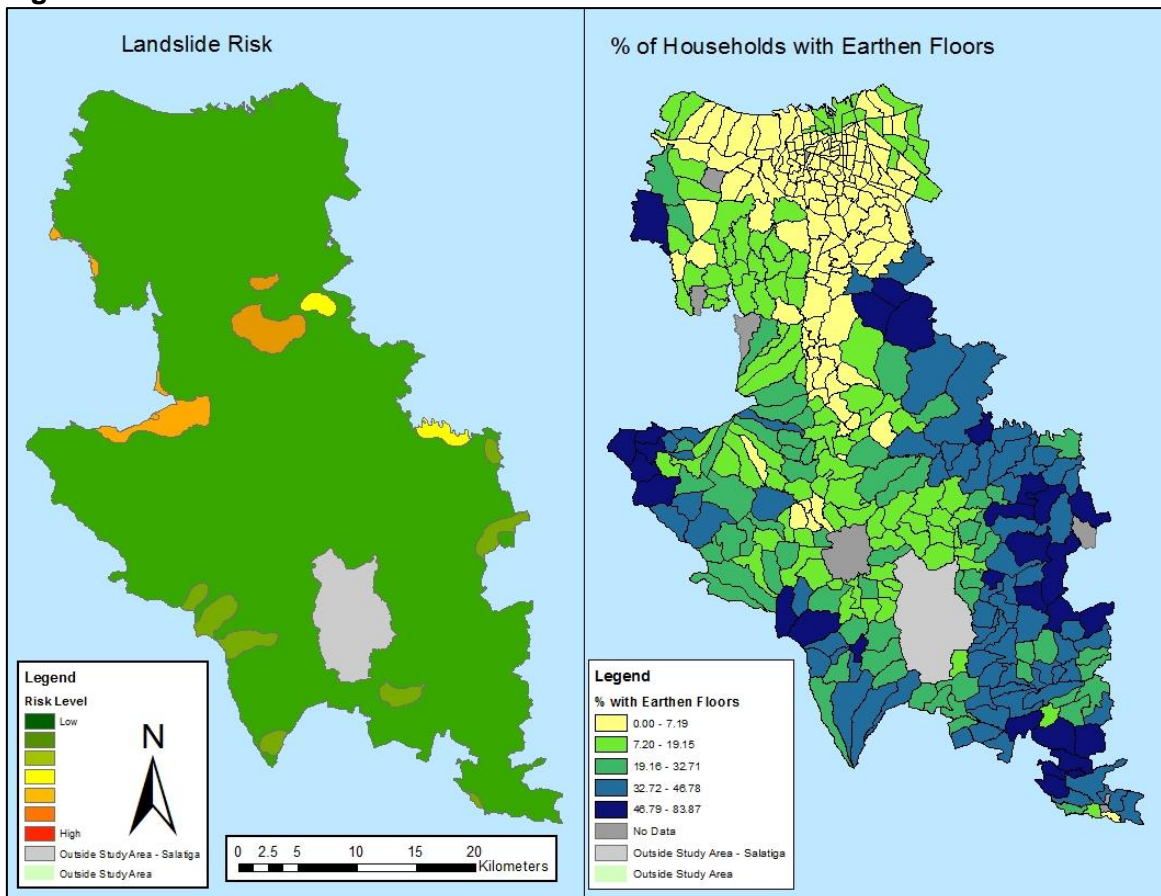 Landslide Risk
Legend
Risk Level
Low
High
Outside Study Area - Salatiga
Outside Study Area
N
0 2.5 5 10 15 20
Kilometers
% of Households with Earthen Floors
Legend
% with Earthen Floors
0.00 - 7.19
7.20 - 19.15
19.16 - 32.71
32.72 - 46.78
46.79 - 83.87
No Data
Outside Study Area - Salatiga
Outside Study Area